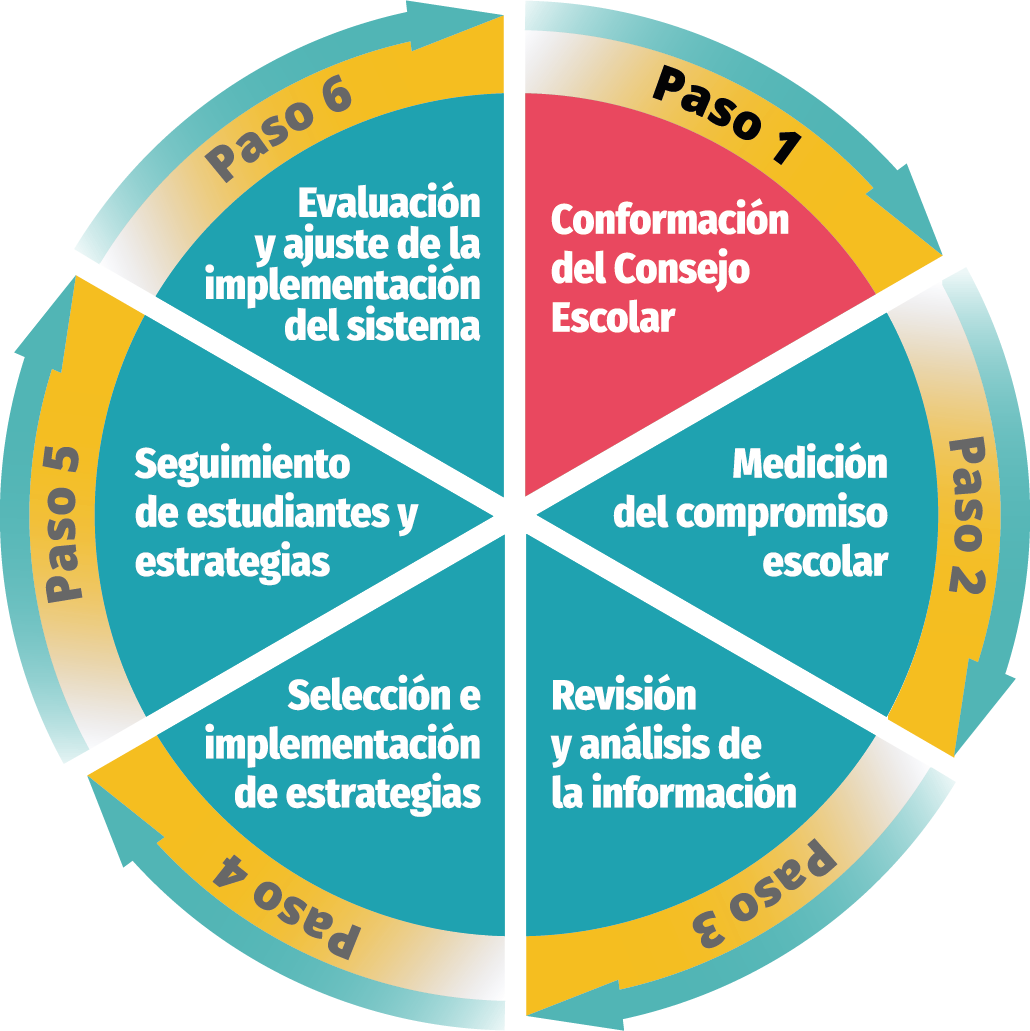 Paso 1
Conformación
del Consejo
Escolar
Paso 2
Medición
del compromiso
escolar
Paso 3
Revisión
y análisis de
la información
Paso 4
Selección e
implementación
de estrategias
Paso 5
Seguimiento
de estudiantes y
estrategias
Paso 6
Evaluación
y ajuste de la
implementación
del sistema